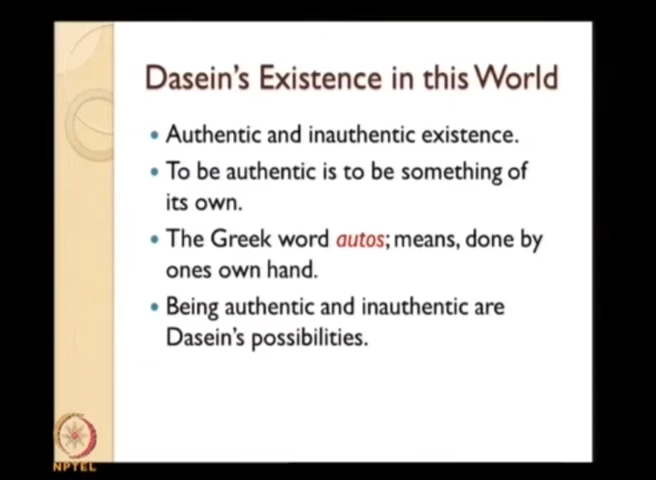 Dasein's Existence in this World
• Authentic and inauthentic existence.
• To be authentic is to be something of
its own.
• The Greek word autos; means, done by
ones own hand.
• Being authentic and inauthentic are
Dasein's possibilities.
NPTEL